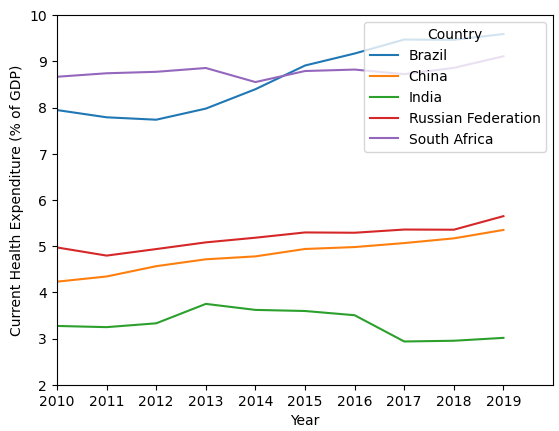 10
9
8
7
6
5
4
3
2
Current Health Expenditure (% of GDP)
Country
Brazil
China
India
Russian Federation
South Africa
2010 2011 2012 2013 2014 2015 2016 2017 2018 2019
Year